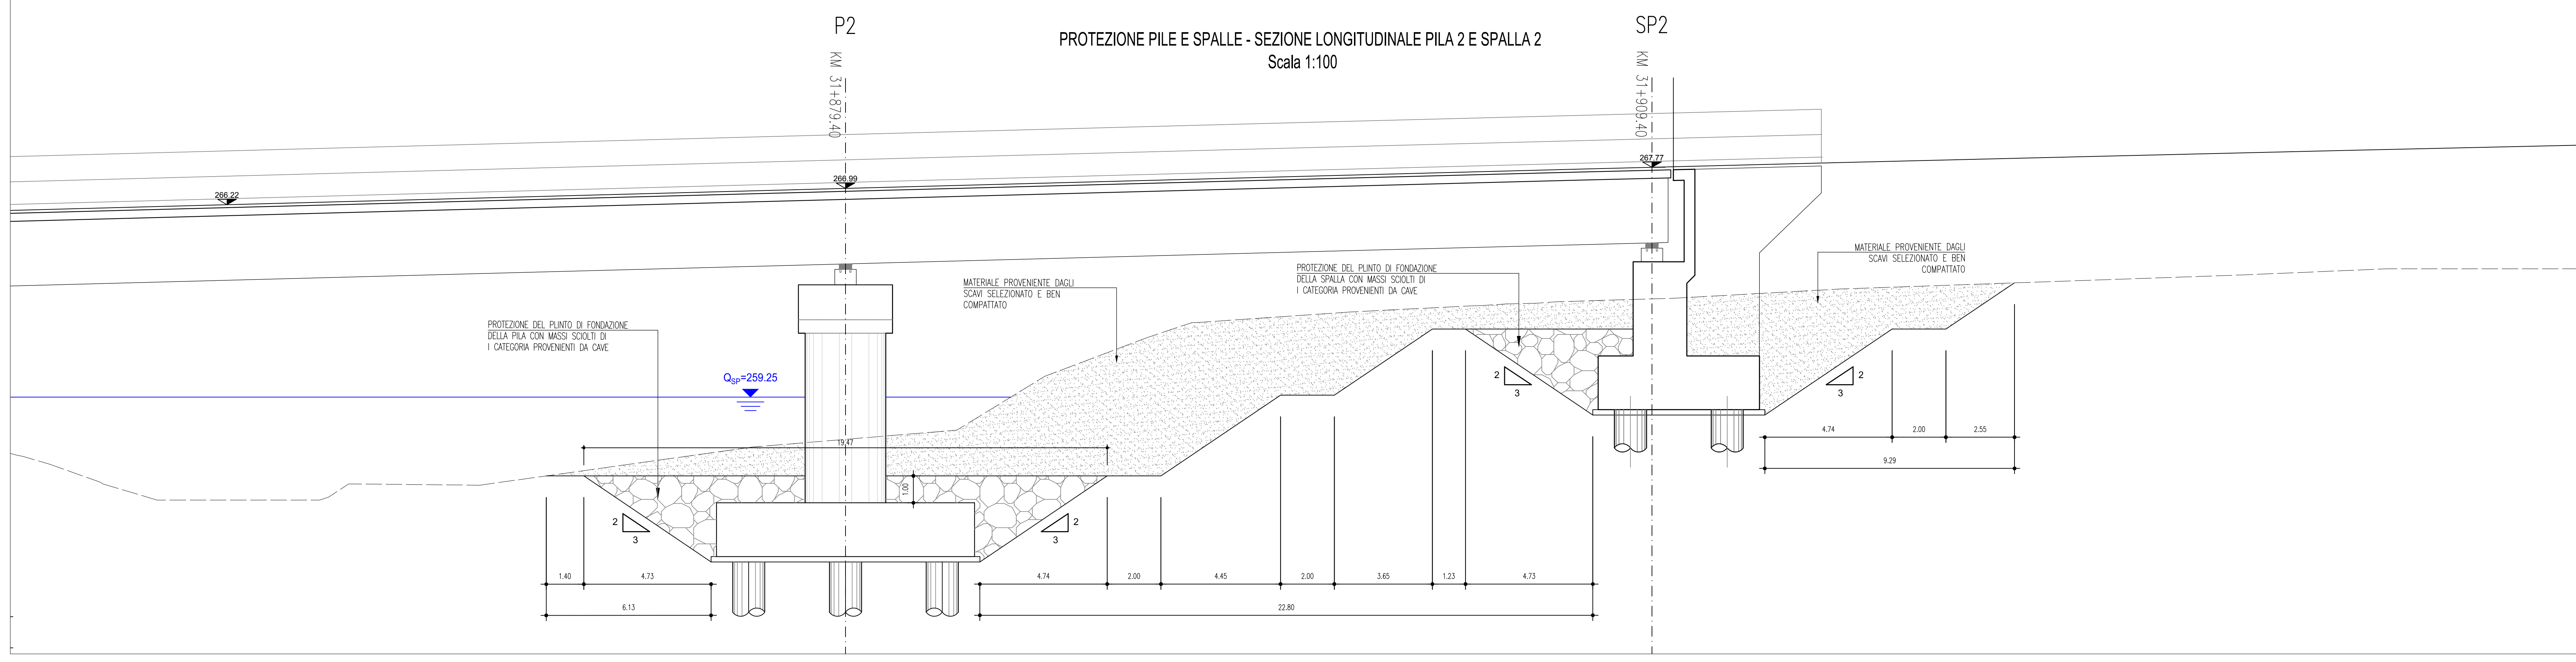 P2
KM 31+879.40
PROTEZIONE PILE E SPALLE - SEZIONE LONGITUDINALE PILA 2 E SPALLA 2
Scala 1:100
SP2
KM 31+909.40
266.22
266.99
267.77
PROTEZIONE DEL PLINTO DI FONDAZIONE
DELLA PILA CON MASSI SCIOLTI DI
I CATEGORIA PROVENIENTI DA CAVE
MATERIALE PROVENIENTE DAGLI
SCAVI SELEZIONATO E BEN
COMPATTATO
PROTEZIONE DEL PLINTO DI FONDAZIONE
DELLA SPALLA CON MASSI SCIOLTI DI
I CATEGORIA PROVENIENTI DA CAVE
MATERIALE PROVENIENTE DAGLI
SCAVI SELEZIONATO E BEN
COMPATTATO
QSP=259.25
19.47
1.00
2
3
2
3
2
3
2
3
4.74
2.00
2.55
9.29
1.40
4.73
6.13
4.74
2.00
4.45
2.00
3.65
1.23
4.73
22.80